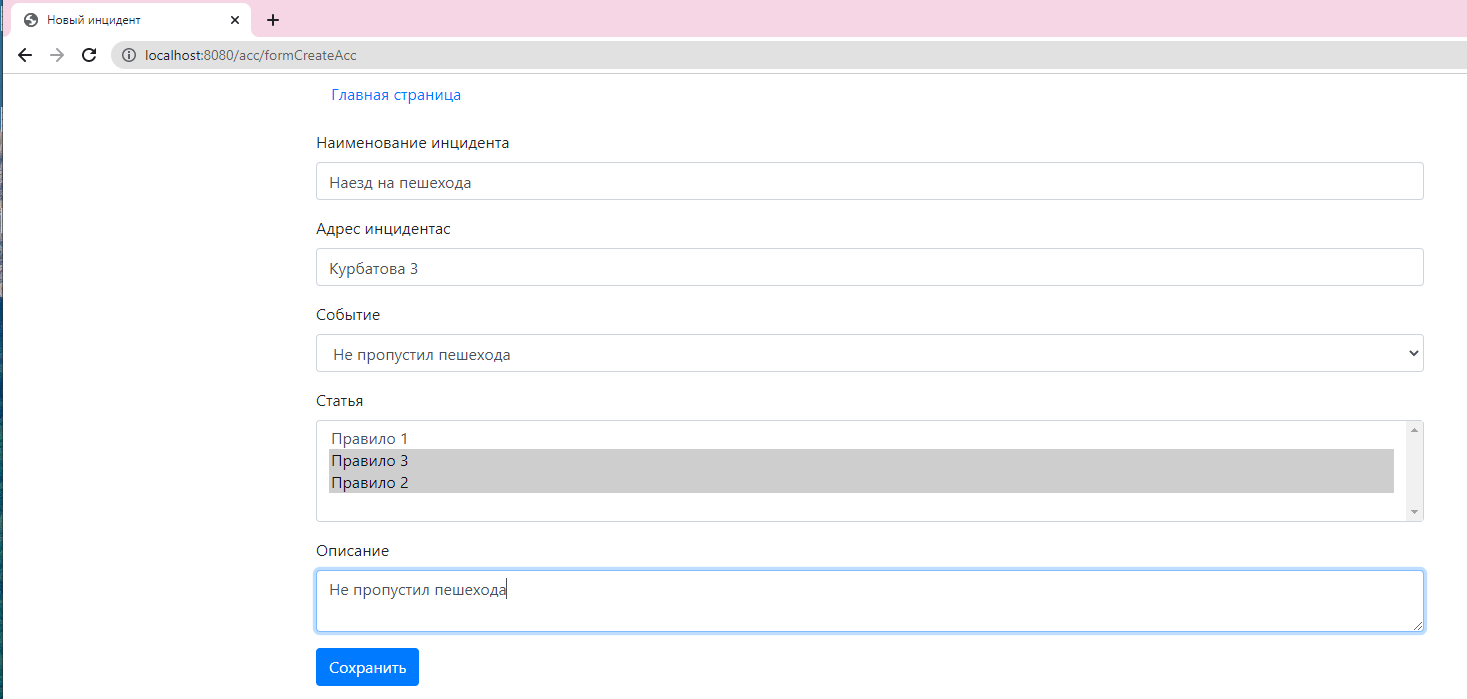 Новый инцидент
localhost:8080/acc/formCreateAcc
Главная страница
Наименование инцидента
Наезд на пешехода
Адрес инцидентас
Курбатова 3
Событие
Не пропустил пешехода
Статья
Правило 1
Правило 3
Правило 2
Описание
Не пропустил пешехода
Сохранить